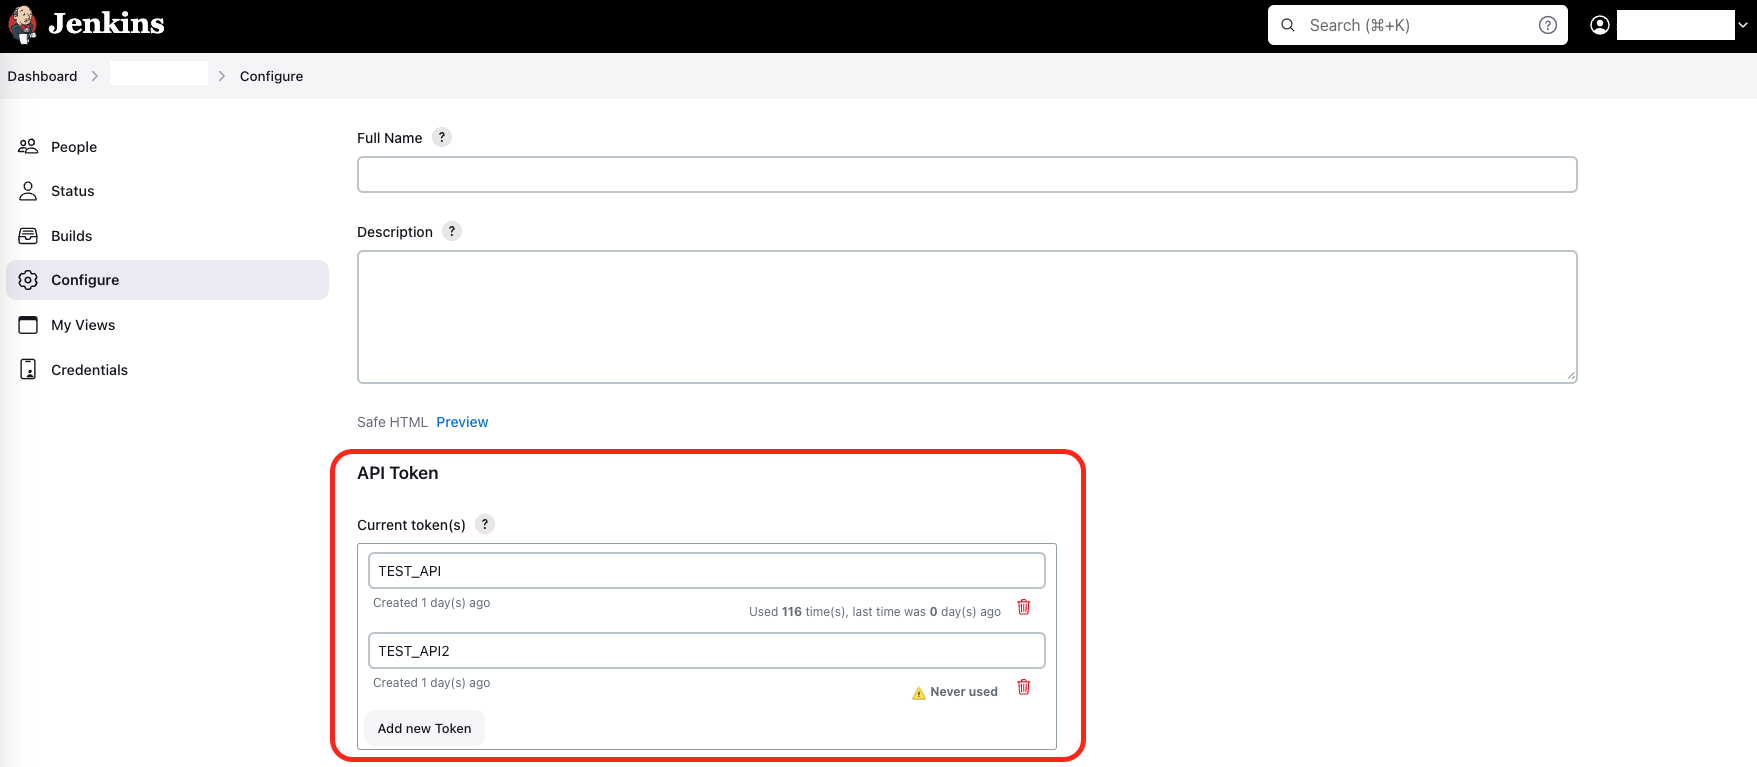 Jenkins
Search (⌘+K)
?
Dashboard > > Configure
People
Status
Builds
Configure
My Views
Credentials
Full Name ?
Description ?
Safe HTML Preview
API Token
Current token(s) ?
TEST_API
Created 1 day(s) ago
Used 116 time(s), last time was 0 day(s) ago
TEST_API2
Created 1 day(s) ago
Never used
Add new Token